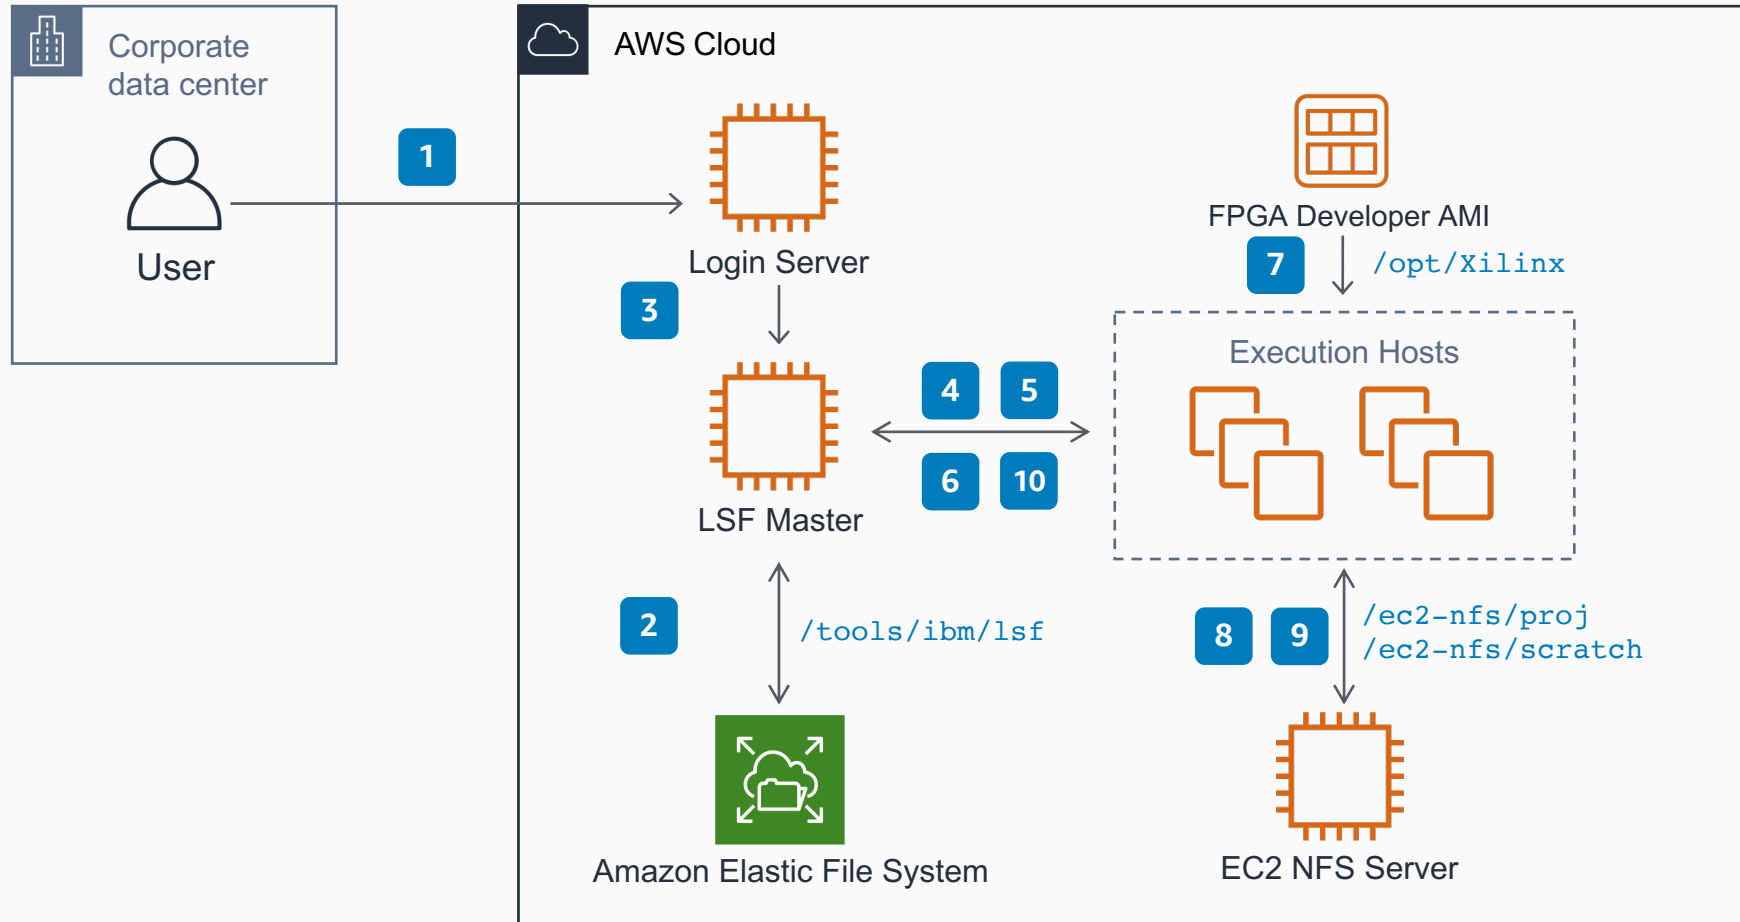 Corporate
data center
User
1
AWS Cloud
Login Server
3
LSF Master
2
/tools/ibm/lsf
Amazon Elastic File System
4 5
6 10
FPGA Developer AMI
7
/opt/Xilinx
Execution Hosts
8 9
/ec2-nfs/proj
/ec2-nfs/scratch
EC2 NFS Server